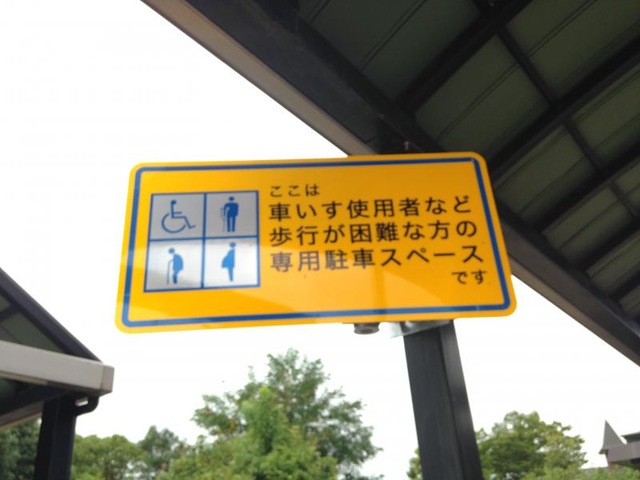 ここは
車いす使用者など
歩行が困難な方の
専用駐車スペース
です